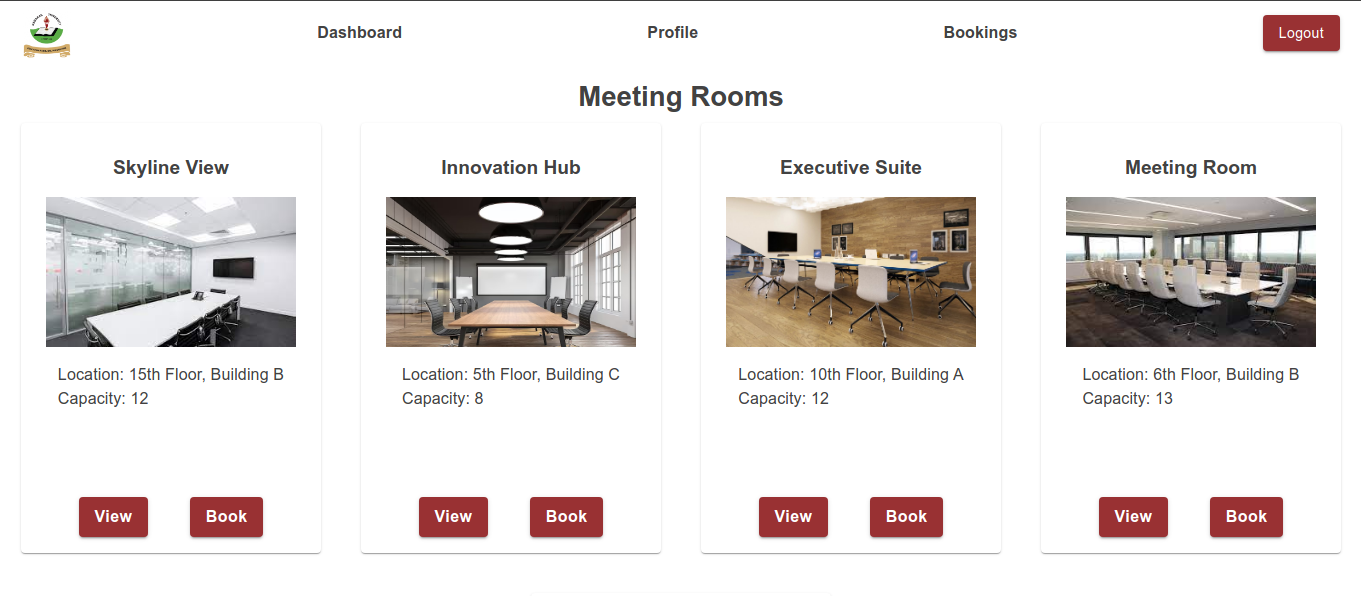 Dashboard
Profile
Bookings
Logout
Meeting Rooms
Skyline View
Location: 15th Floor, Building B
Capacity: 12
View
Book
Innovation Hub
Location: 5th Floor, Building C
Capacity: 8
View
Book
Executive Suite
Location: 10th Floor, Building A
Capacity: 12
View
Book
Meeting Room
Location: 6th Floor, Building B
Capacity: 13
View
Book